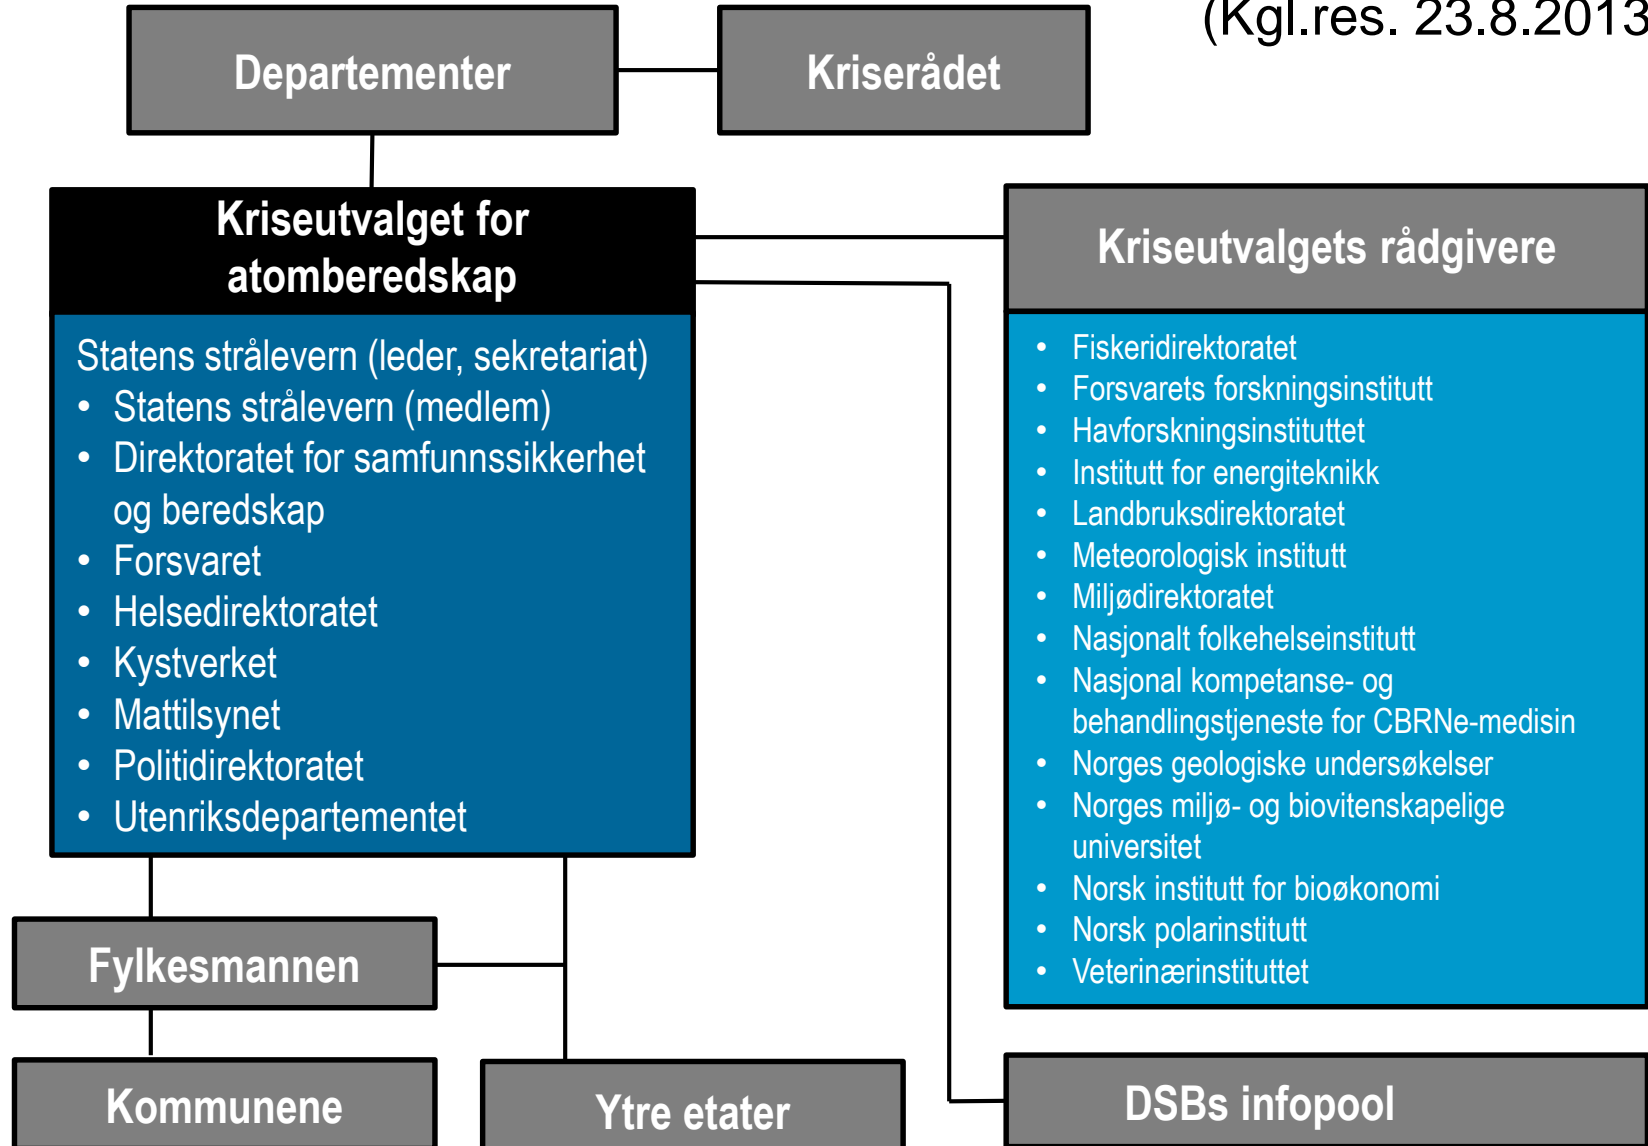 (Kgl.res. 23.8.2013
Departementer
Kriserådet
Kriseutvalget for
atomberedskap
Statens strålevern (leder, sekretariat)
• Statens strålevern (medlem)
• Direktoratet for samfunnssikkerhet
og beredskap
• Forsvaret
• Helsedirektoratet
• Kystverket
• Mattilsynet
• Politidirektoratet
• Utenriksdepartementet
Kriseutvalgets rådgivere
• Fiskeridirektoratet
• Forsvarets forskningsinstitutt
• Havforskningsinstituttet
• Institutt for energiteknikk
• Landbruksdirektoratet
• Meteorologisk institutt
• Miljødirektoratet
• Nasjonalt folkehelseinstitutt
• Nasjonal kompetanse- og
behandlingstjeneste for CBRNe-medisin
• Norges geologiske undersøkelser
• Norges miljø- og biovitenskapelige
universitet
• Norsk institutt for bioøkonomi
• Norsk polarinstitutt
• Veterinærinstituttet
Fylkesmannen
Kommunene
Ytre etater
DSBs infopool